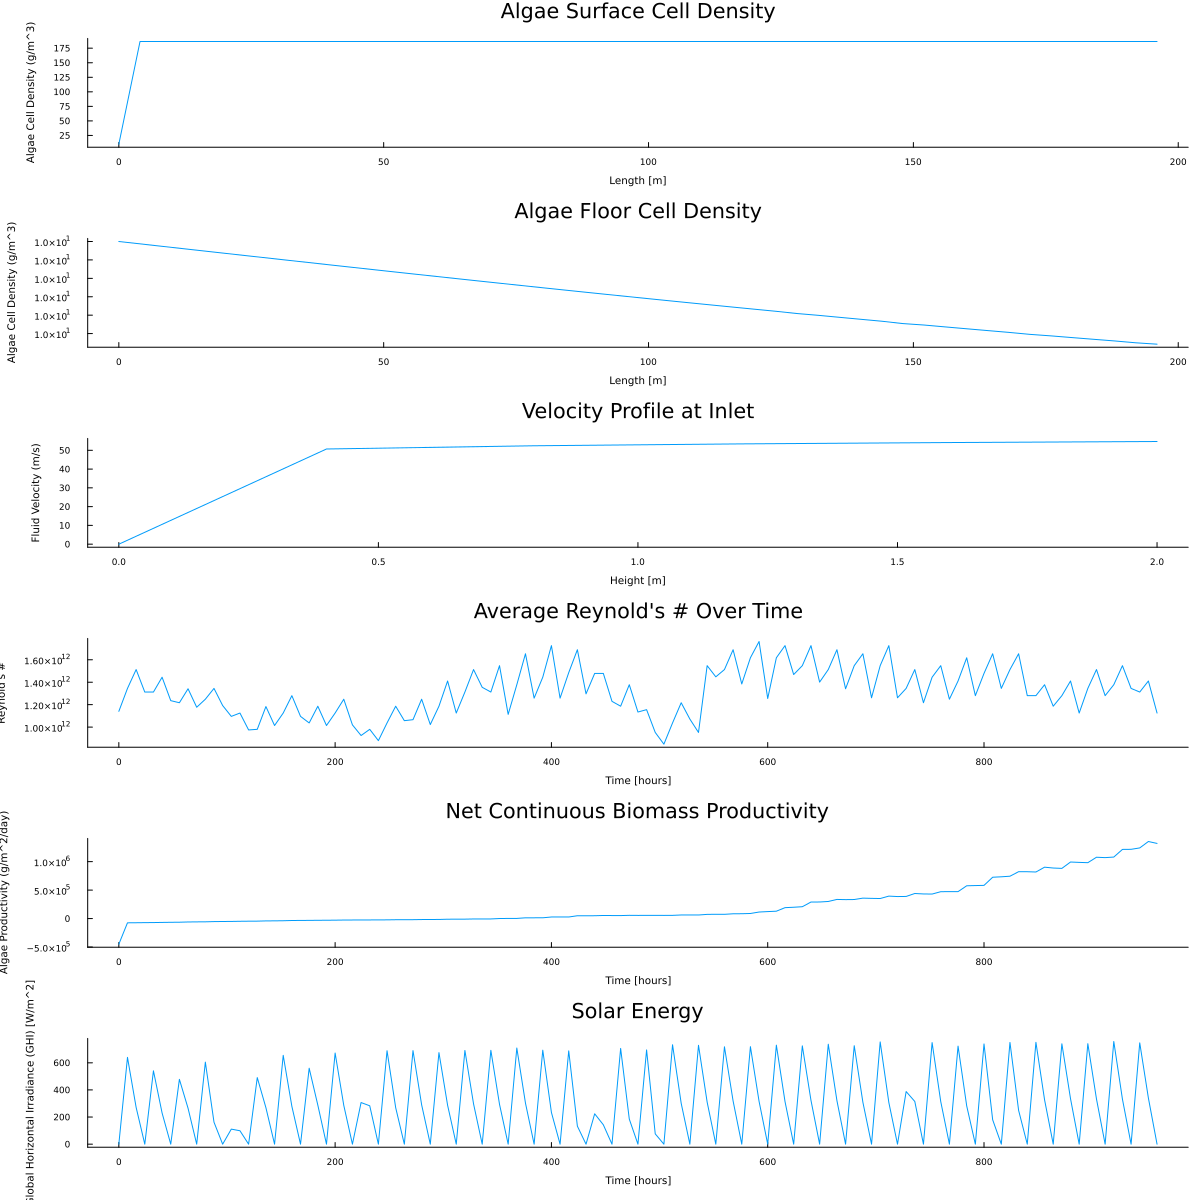 Algae Surface Cell Density
Algae Cell Density (g/m^3)
175
150
125
100
75
50
25
0 50 100 150 200
Length [m]
Algae Floor Cell Density
Algae Cell Density (g/m^3)
1.0×10¹
1.0×10¹
1.0×10¹
1.0×10¹
1.0×10¹
1.0×10¹
0 50 100 150 200
Length [m]
Velocity Profile at Inlet
Fluid Velocity (m/s)
50
40
30
20
10
0
0.0 0.5 1.0 1.5 2.0
Height [m]
Average Reynold's # Over Time
Reynold's #
1.60×10¹²
1.40×10¹²
1.20×10¹²
1.00×10¹²
0 200 400 600 800
Time [hours]
Net Continuous Biomass Productivity
Algae Productivity (g/m^2/day)
1.0×10⁶
5.0×10⁵
0
−5.0×10⁵
0 200 400 600 800
Time [hours]
Solar Energy
Global Horizontal Irradiance (GHI) [W/m^2]
600
400
200
0
0 200 400 600 800
Time [hours]